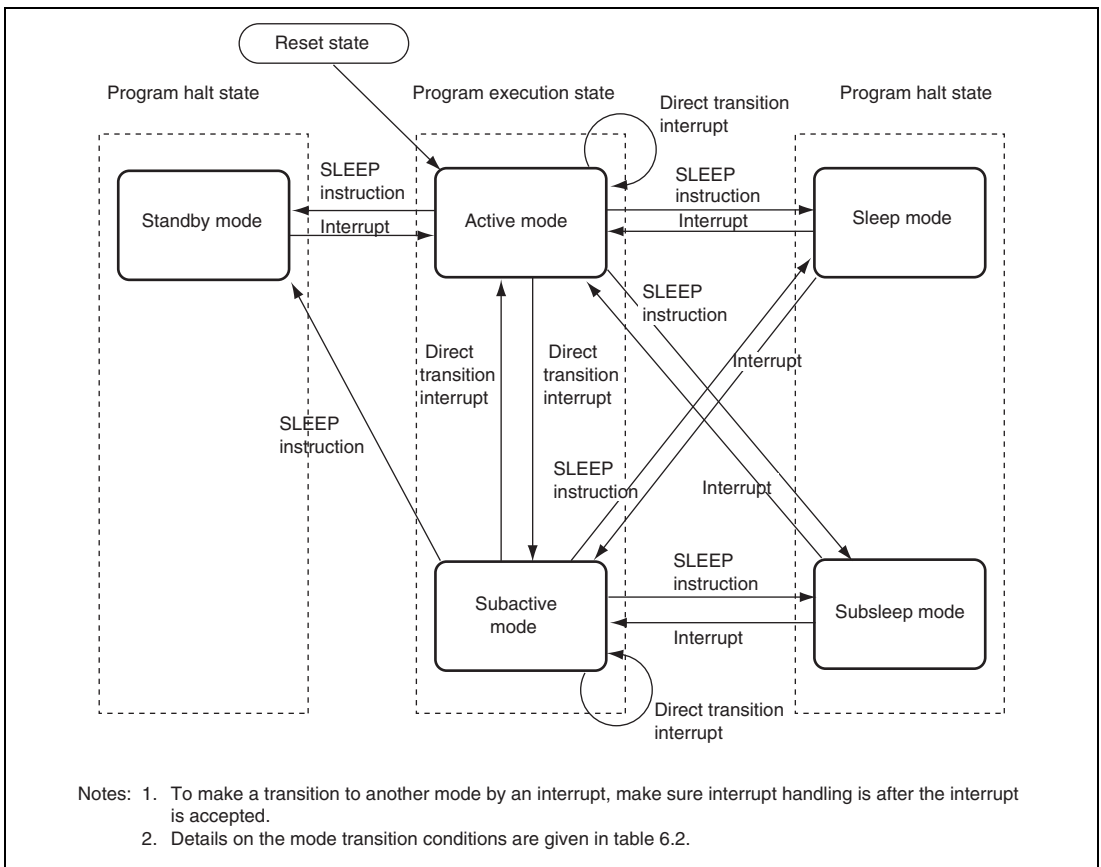 Reset state
Program halt state
Program execution state
Program halt state
Direct transition
interrupt
SLEEP
instruction
Interrupt
Standby mode
Active mode
SLEEP
instruction
Interrupt
Sleep mode
SLEEP
instruction
Direct
transition
interrupt
Direct
transition
interrupt
Interrupt
SLEEP
instruction
SLEEP
instruction
Interrupt
SLEEP
instruction
Subactive
mode
Subsleep mode
Interrupt
Direct transition
interrupt
Notes: 1. To make a transition to another mode by an interrupt, make sure interrupt handling is after the interrupt
is accepted.
2. Details on the mode transition conditions are given in table 6.2.